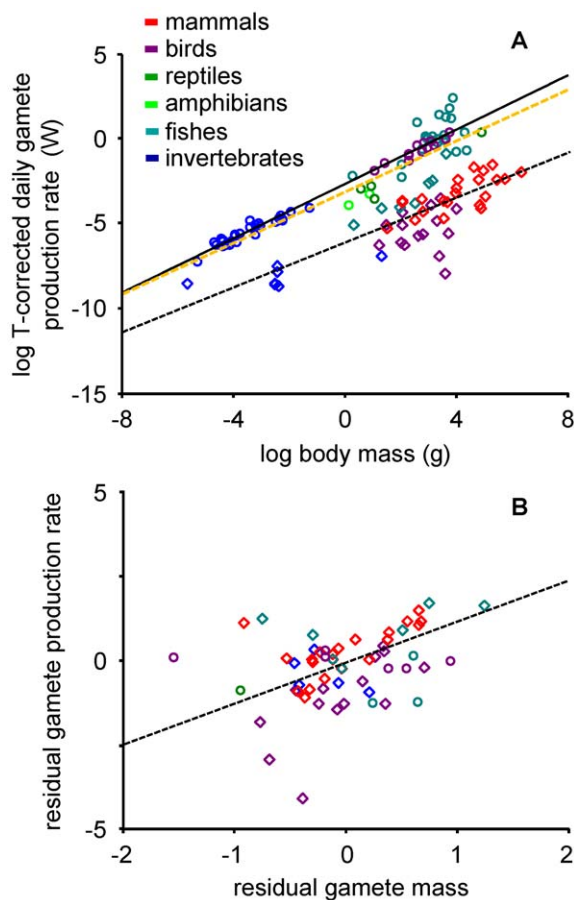 mammals
birds
reptiles
amphibians
fishes
invertebrates
A
5
0
-5
-10
-15
log T-corrected daily gamete
production rate (W)
-8
-4
0
4
8
log body mass (g)
B
5
0
-5
residual gamete production rate
-2
-1
0
1
2
residual gamete mass